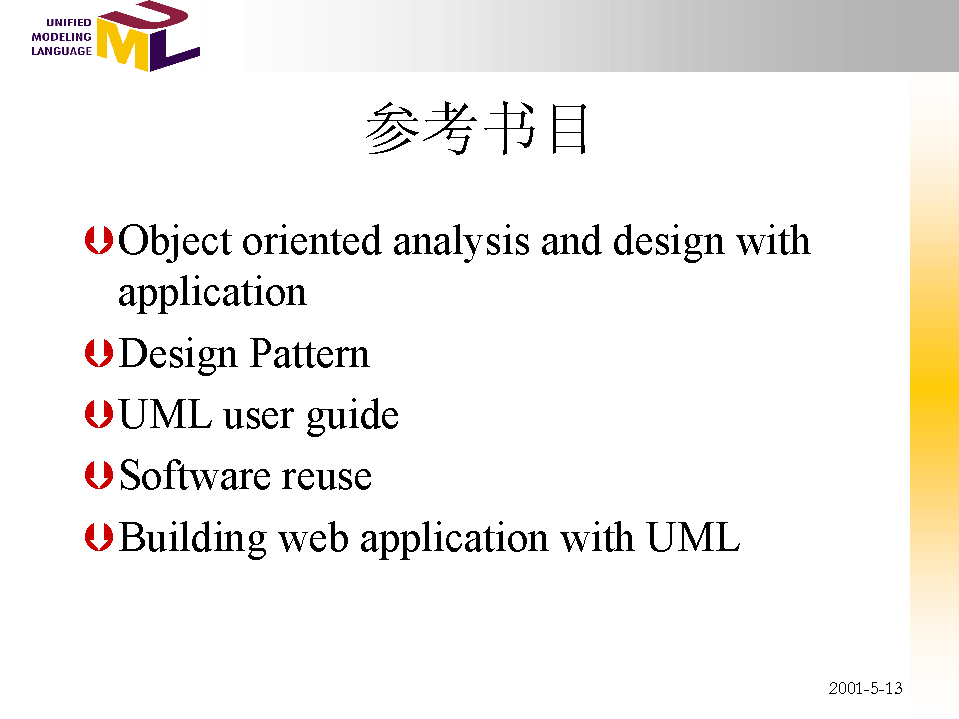 UNIFIED
MODELING
LANGUAGE
UML
参考书目
Object oriented analysis and design with
application
Design Pattern
UML user guide
Software reuse
Building web application with UML
2001-5-13